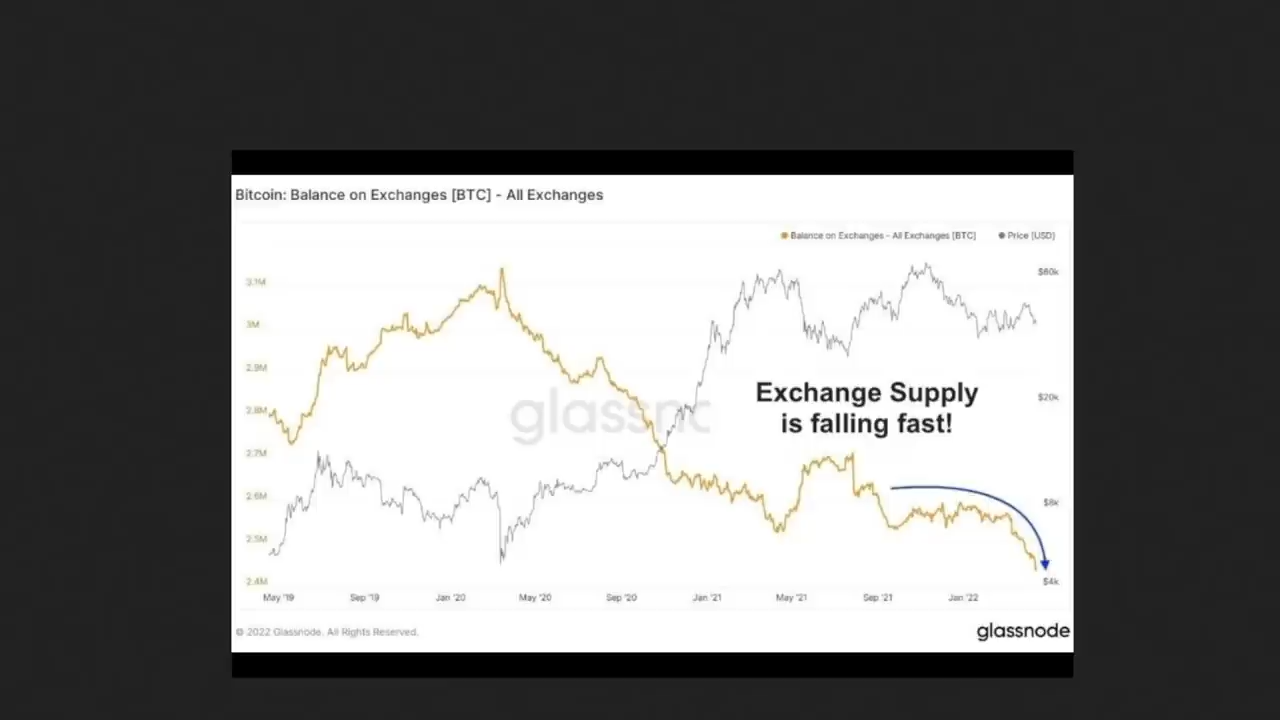 Bitcoin: Balance on Exchanges [BTC] - All Exchanges
Balance on Exchanges - All Exchanges [BTC] Price [USD]
3.1M
3M
2.9M
2.8M
2.7M
2.6M
2.5M
2.4M
$60k
$20k
$8k
$4k
glassno
Exchange Supply
is falling fast!
May '19 Sep '19 Jan '20 May '20 Sep '20 Jan '21 May '21 Sep '21 Jan '22
© 2022 Glassnode. All Rights Reserved.
glassnode